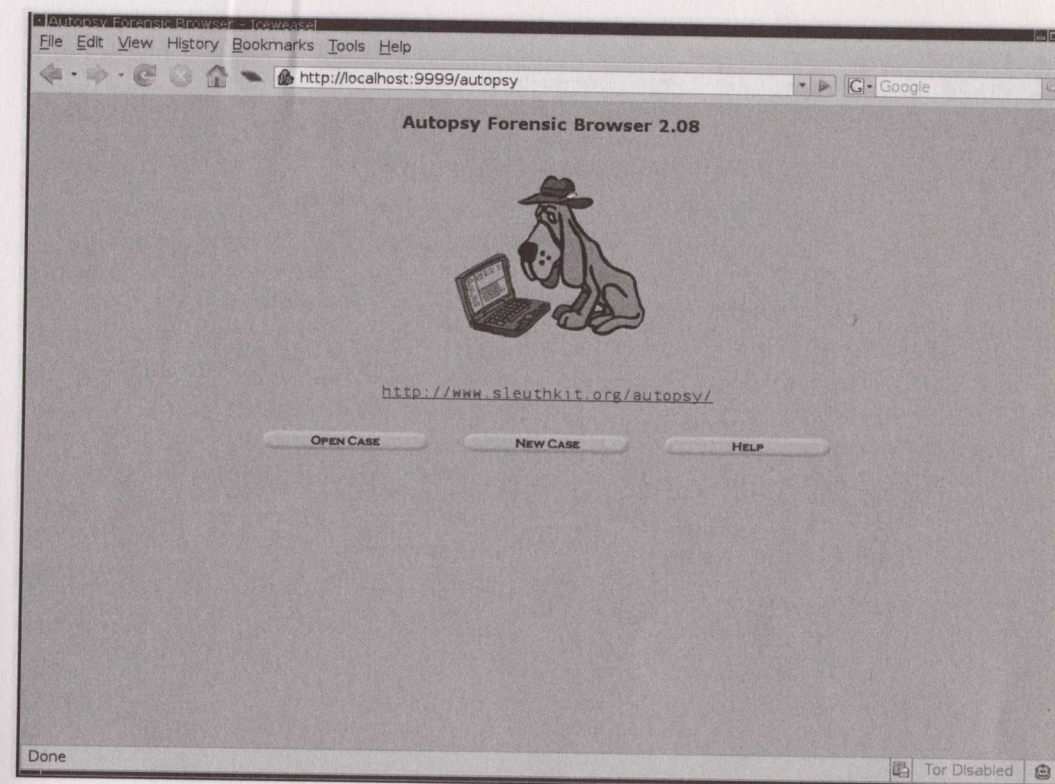 Autopsy Forensic Browser - Iceweasel
File Edit View History Bookmarks Tools Help
http://localhost:9999/autopsy
G Google
Autopsy Forensic Browser 2.08
http://www.sleuthkit.org/autopsy/
OPEN CASE NEW CASE HELP
Done
Tor Disabled